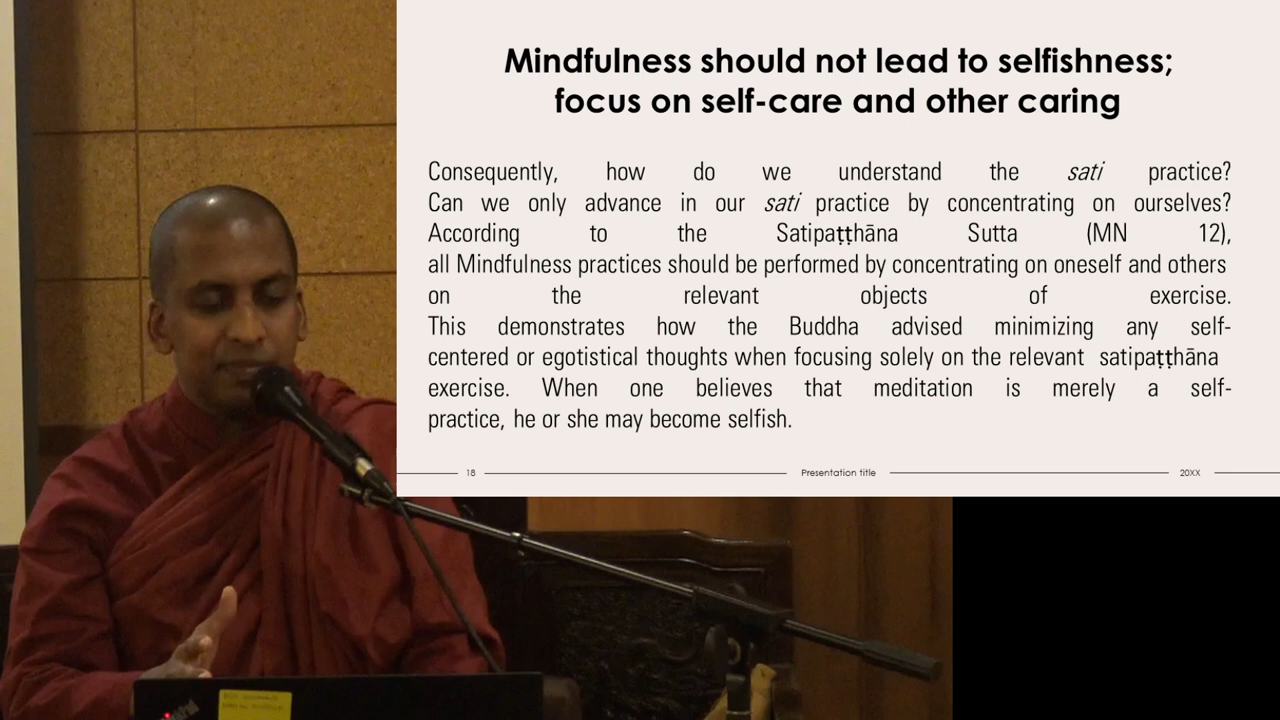 Mindfulness should not lead to selfishness;
focus on self-care and other caring
Consequently, how do we understand the sati practice?
Can we only advance in our sati practice by concentrating on ourselves?
According to the Satipaṭṭhāna Sutta (MN 12),
all Mindfulness practices should be performed by concentrating on oneself and others
on the relevant objects of exercise.
This demonstrates how the Buddha advised minimizing any self-
centered or egotistical thoughts when focusing solely on the relevant satipaṭṭhāna
exercise. When one believes that meditation is merely a self-
practice, he or she may become selfish.
18 Presentation title 20XX